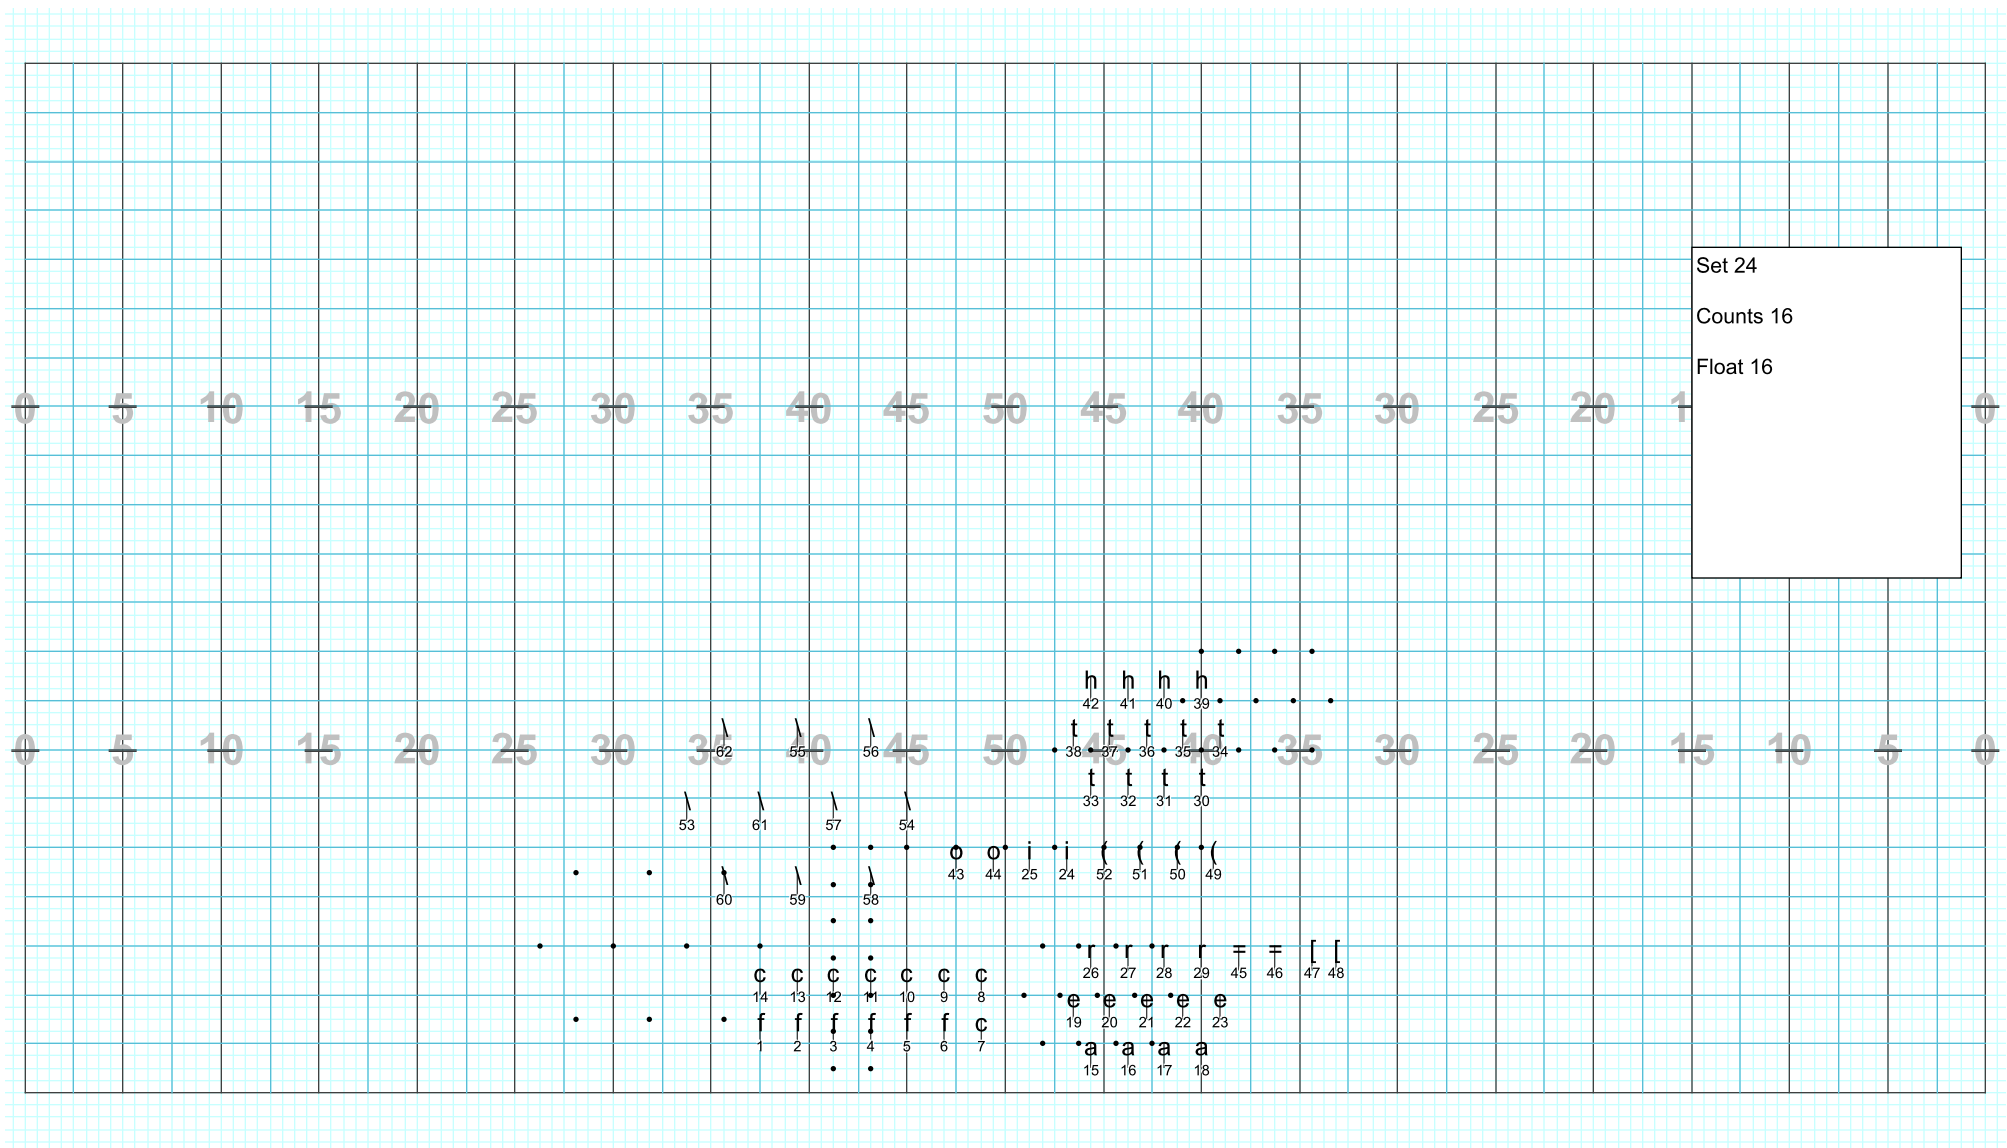 Set 24
Counts 16
Float 16
0 5 10 15 20 25 30 35 40 45 50 45 40 35 30 25 20 1 0
h h h h
42 41 40 39
\ \ \ t t t t t
0 5 10 15 20 25 30 35 40 45 50 45 40 35 30 25 20 15 10 5 0
62 55 56 38 37 36 35 34
t t t t
\ \ \ \ 33 32 31 30
53 61 57 54
o o i i ( ( ( (
\ \ \ 43 44 25 24 52 51 50 49
60 59 58
r r r r = = [ [
c c c c c c c 26 27 28 29 45 46 47 48
14 13 12 11 10 9 8 e e e e e
f f f f f f c 19 20 21 22 23
1 2 3 4 5 6 7 a a a a
15 16 17 18